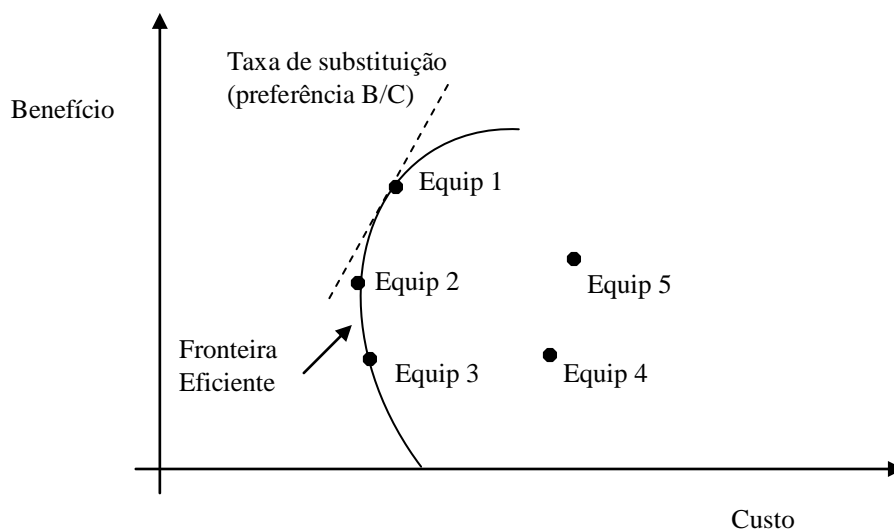 Taxa de substituição
(preferência B/C)
Benefício
Equip 1
Equip 5
Equip 2
Fronteira
Eficiente
Equip 3
Equip 4
Custo